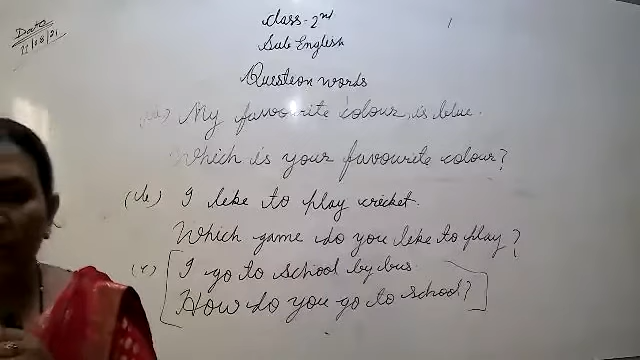 Date
11/08/21
Class - 2nd
Sub English
Question words
(a) My favourite colour is blue.
Which is your favourite colour?
(b) I like to play cricket.
Which game do you like to play?
I go to school by bus.
How do you go to school?